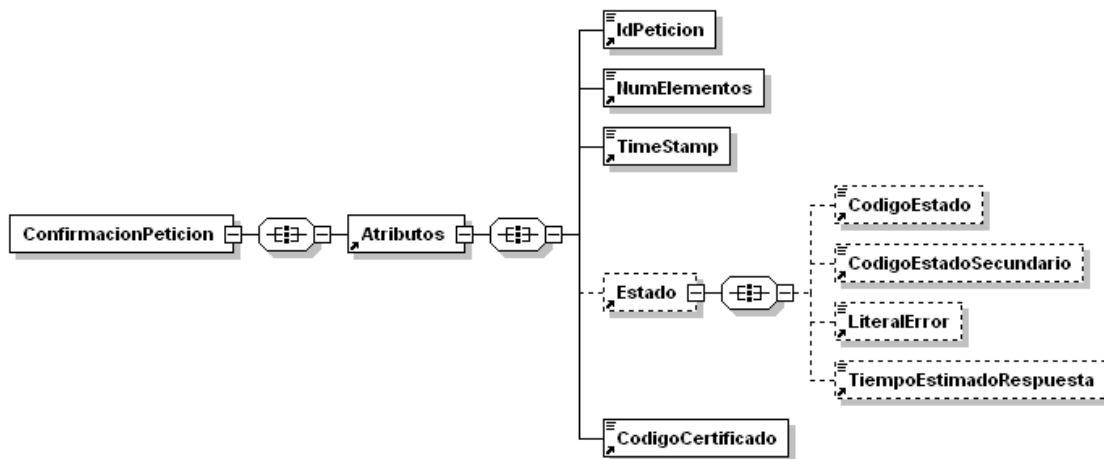 IdPeticion
NumElementos
TimeStamp
CodigoEstado
ConfirmacionPeticion
Atributos
CodigoEstadoSecundario
Estado
LiteralError
TiempoEstimadoRespuesta
CodigoCertificado